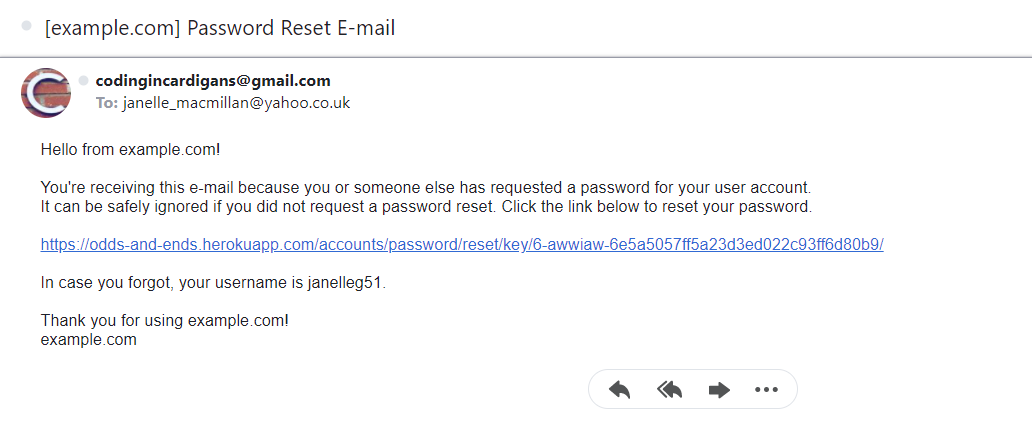 [example.com] Password Reset E-mail
C
codingincardigans@gmail.com
To: janelle_macmillan@yahoo.co.uk
Hello from example.com!
You're receiving this e-mail because you or someone else has requested a password for your user account.
It can be safely ignored if you did not request a password reset. Click the link below to reset your password.
https://odds-and-ends.herokuapp.com/accounts/password/reset/key/6-awwiaw-6e5a5057ff5a23d3ed022c93ff6d80b9/
In case you forgot, your username is janelleg51.
Thank you for using example.com!
example.com